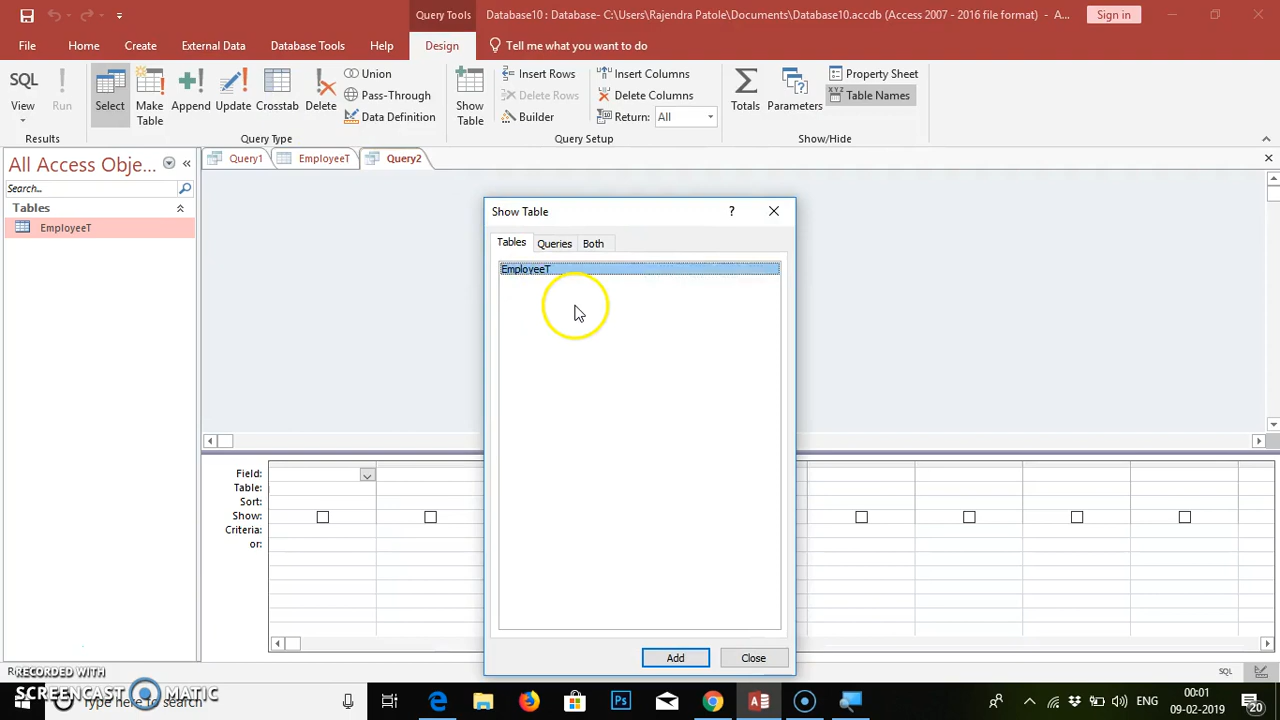 Query Tools
Database10 : Database- C:\Users\Rajendra Patole\Documents\Database10.accdb (Access 2007 - 2016 file format) - A...
Sign in
File Home Create External Data Database Tools Help Design Tell me what you want to do
SQL
View
Run
Select
Make
Table
Append
Update
Crosstab
Delete
Union
Pass-Through
Data Definition
Show
Table
Insert Rows
Delete Rows
Builder
Insert Columns
Delete Columns
Return: All
Totals
Parameters
Property Sheet
XYZ Table Names
Results Query Type Query Setup Show/Hide
All Access Obje...
Search...
Tables
EmployeeT
Query1 EmployeeT Query2
Show Table
?
Tables Queries Both
EmployeeT
Add Close
Field:
Table:
Sort:
Show:
Criteria:
or:
R
SQL
RECORDED WITH
SCREENCAST MATIC
Type here to search
Ps
ENG
00:01
09-02-2019
20